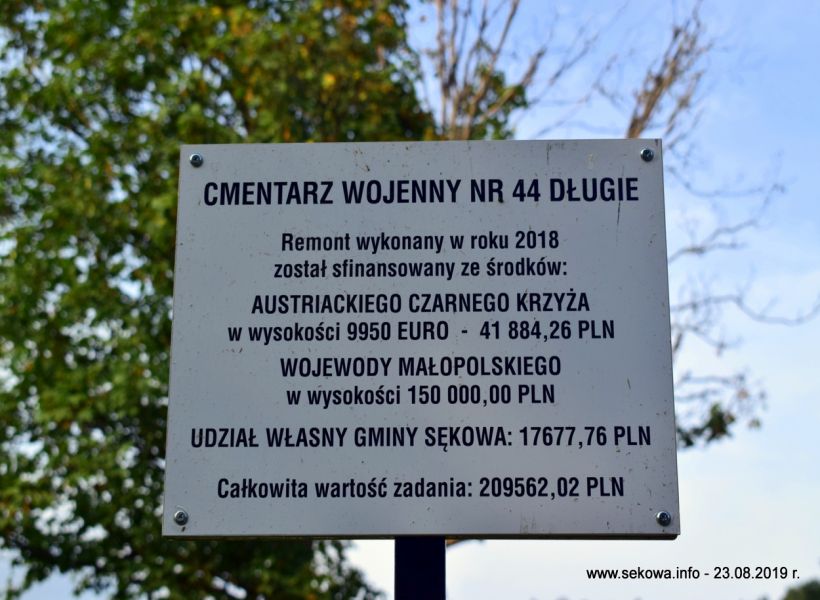 CMENTARZ WOJENNY NR 44 DŁUGIE
Remont wykonany w roku 2018
został sfinansowany ze środków:
AUSTRIACKIEGO CZARNEGO KRZYŻA
w wysokości 9950 EURO - 41 884,26 PLN
WOJEWODY MAŁOPOLSKIEGO
w wysokości 150 000,00 PLN
UDZIAŁ WŁASNY GMINY SĘKOWA: 17677,76 PLN
Całkowita wartość zadania: 209562,02 PLN
www.sekowa.info - 23.08.2019 r.